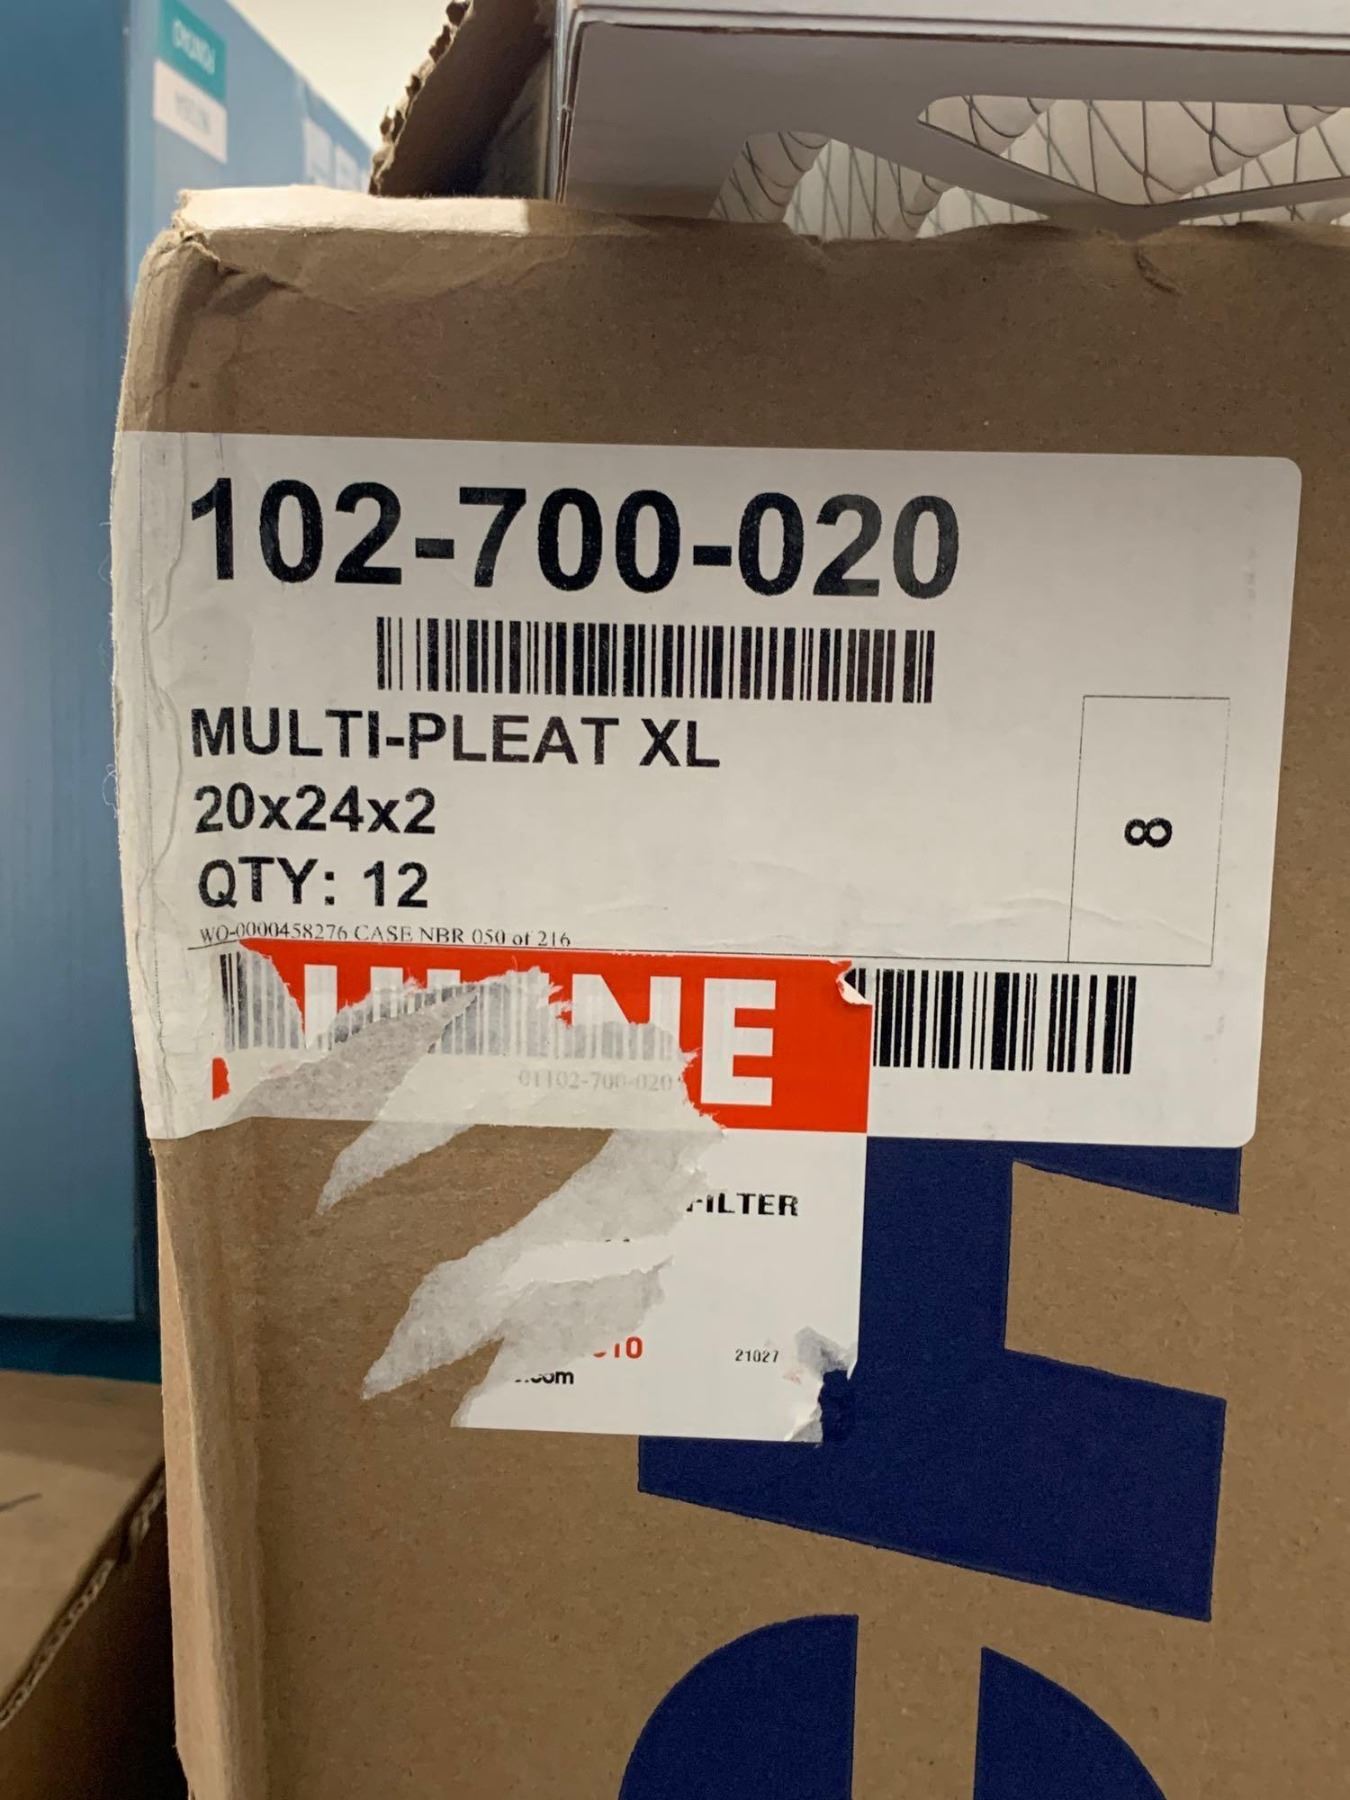 102-700-020
MULTI-PLEAT XL
20x24x2
QTY: 12
8
WO-0000458276 CASE NBR 050 of 216
01102-700-020
21027